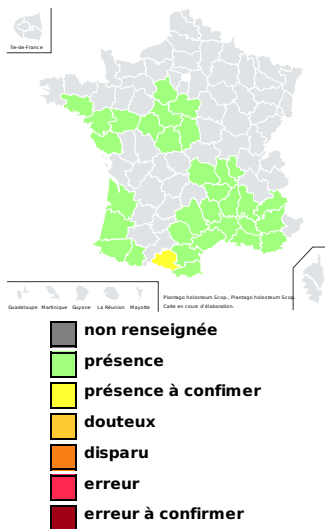 Île-de-France
Guadeloupe Martinique Guyane La Réunion Mayotte
Plantago holosteum Scop., Plantago holosteum Scop.
Carte en cours d'élaboration.
non renseignée
présence
présence à confimer
douteux
disparu
erreur
erreur à confirmer